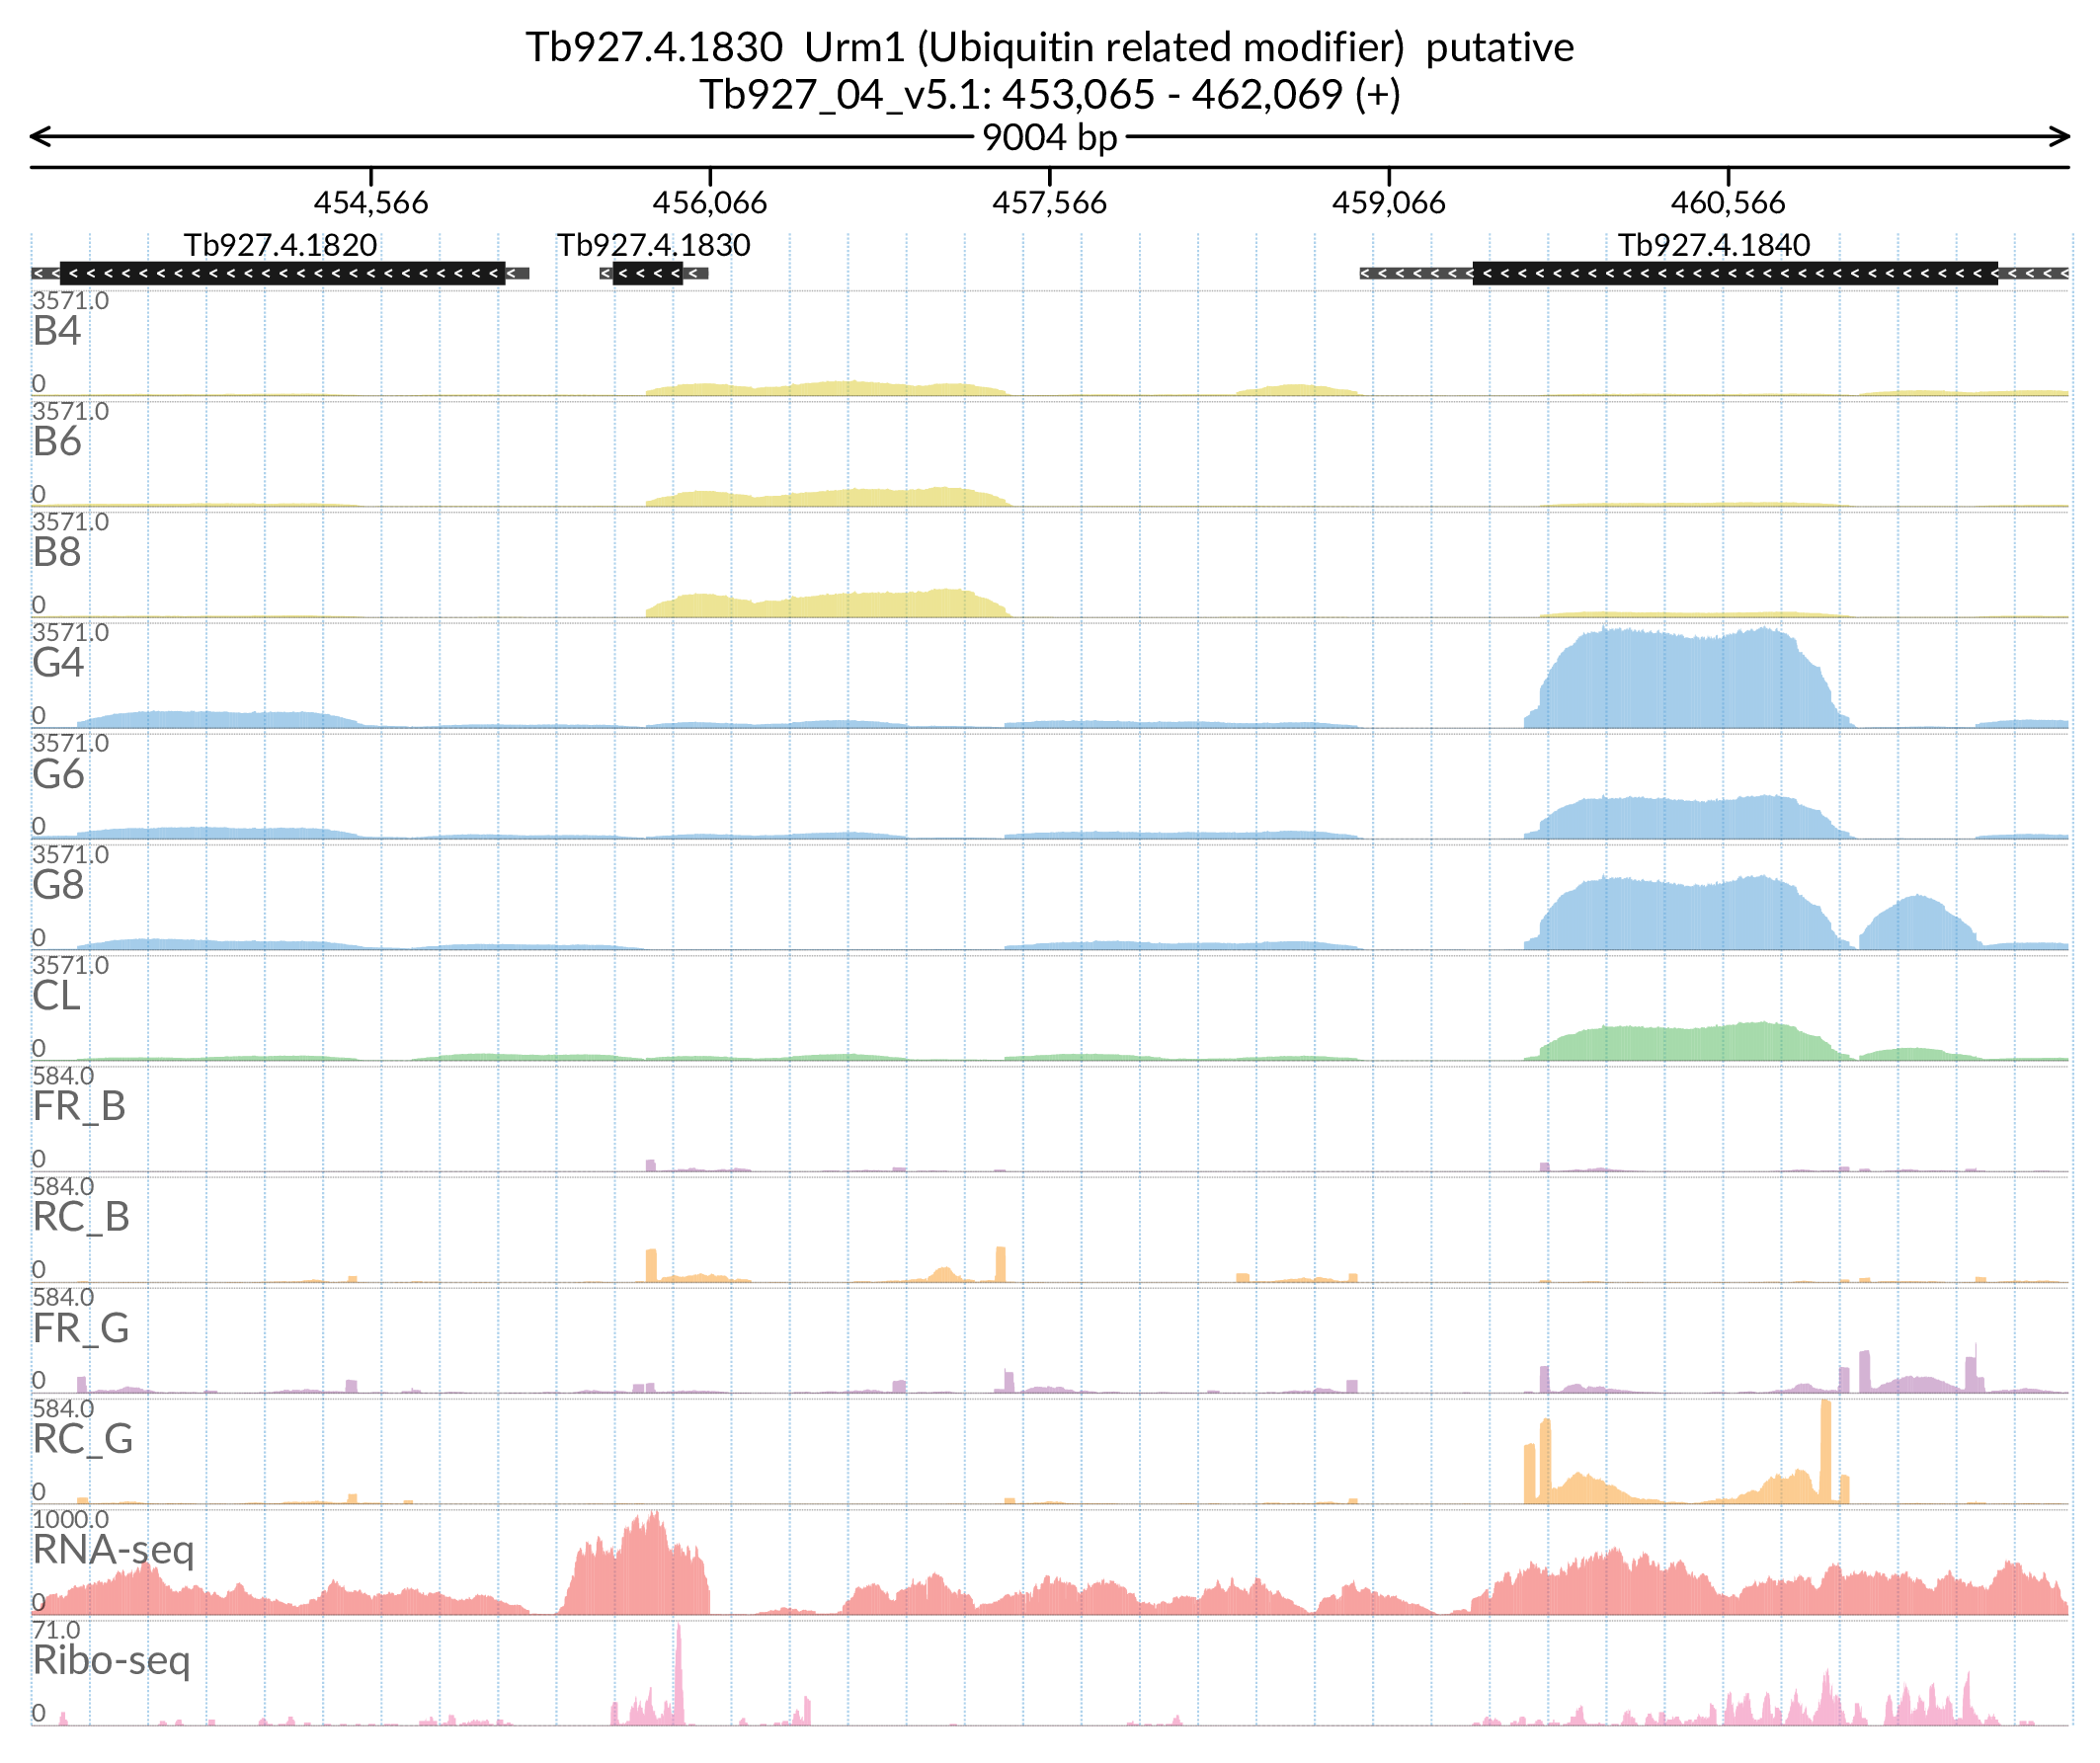 Tb927.4.1830 Urm1 (Ubiquitin related modifier) putative
Tb927_04_v5.1: 453,065 - 462,069 (+)
9004 bp
454,566 456,066 457,566 459,066 460,566
Tb927.4.1820 Tb927.4.1830 Tb927.4.1840
3571.0
B4
0
3571.0
B6
0
3571.0
B8
0
3571.0
G4
0
3571.0
G6
0
3571.0
G8
0
3571.0
CL
0
584.0
FR_B
0
584.0
RC_B
0
584.0
FR_G
0
584.0
RC_G
0
1000.0
RNA-seq
0
71.0
Ribo-seq
0